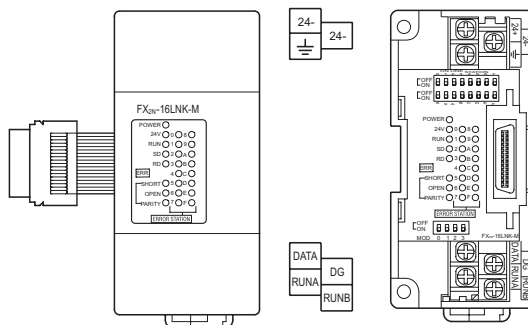 FX2N-16LNK-M
POWER
24V 0 8
RUN 1 9
SD 2 A
RD 3 B
ERR 4 C
SHORT 5 D
OPEN 6 E
PARITY 7 F
ERROR STATION
24-
24-
DATA
DG
RUNA
RUNB
24+
24-
OFF
ON
OFF
ON
POWER
24V 0 8
RUN 1 9
SD 2 A
RD 3 B
ERR 4 C
SHORT 5 D
OPEN 6 E
PARITY 7 F
ERROR STATION
OFF
ON
MOD 0 1 2 3
FX2N-16LNK-M
DATA
DG
RUNA
RUNB